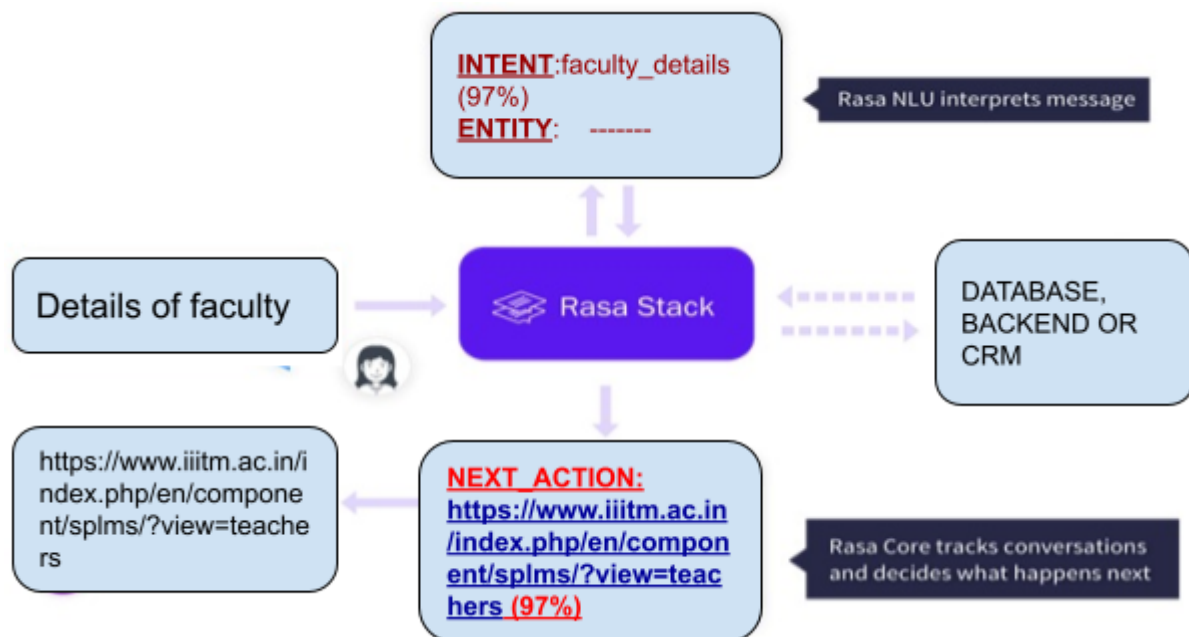 INTENT:faculty_details
(97%)
ENTITY: -------
Rasa NLU interprets message
Details of faculty
Rasa Stack
DATABASE,
BACKEND OR
CRM
https://www.iiitm.ac.in/i
ndex.php/en/compone
nt/splms/?view=teache
rs
NEXT_ACTION:
https://www.iiitm.ac.in
/index.php/en/compon
ent/splms/?view=teac
hers (97%)
Rasa Core tracks conversations
and decides what happens next